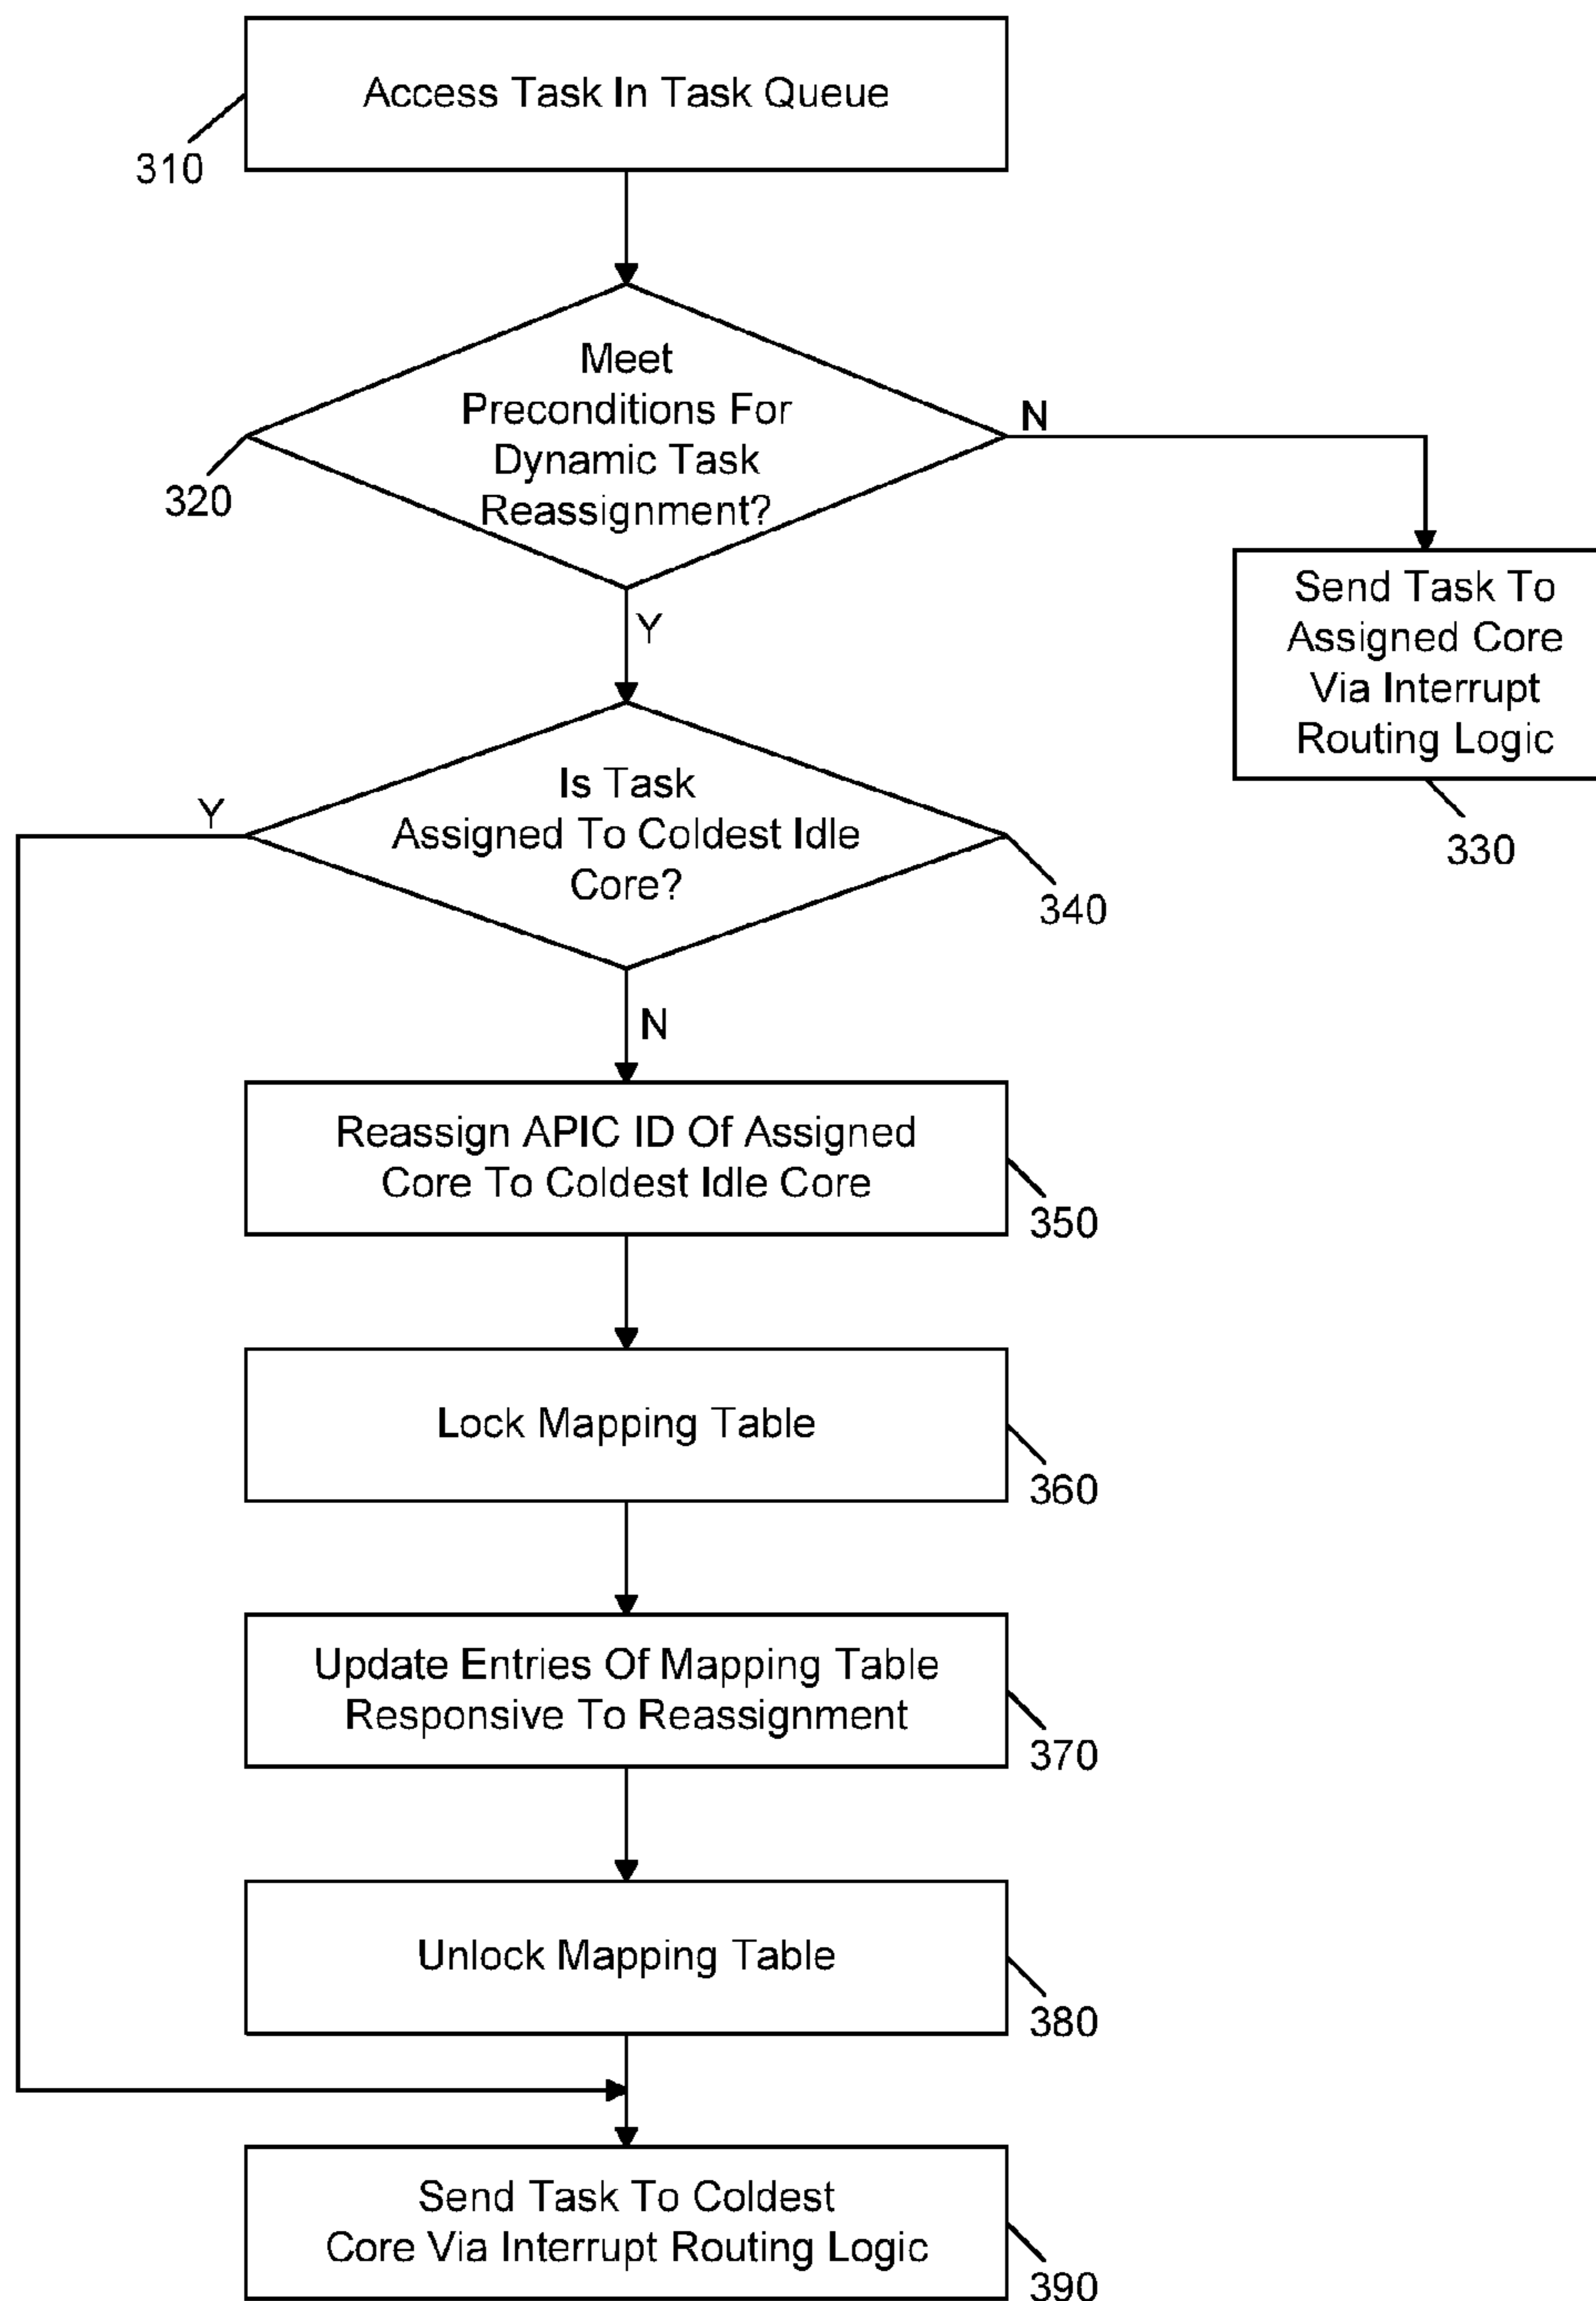 Access Task In Task Queue
310
Meet
Preconditions For
Dynamic Task
Reassignment?
320
N
Send Task To
Assigned Core
Via Interrupt
Routing Logic
330
Y
Is Task
Assigned To Coldest Idle
Core?
Y
340
N
Reassign APIC ID Of Assigned
Core To Coldest Idle Core
350
Lock Mapping Table
360
Update Entries Of Mapping Table
Responsive To Reassignment
370
Unlock Mapping Table
380
Send Task To Coldest
Core Via Interrupt Routing Logic
390